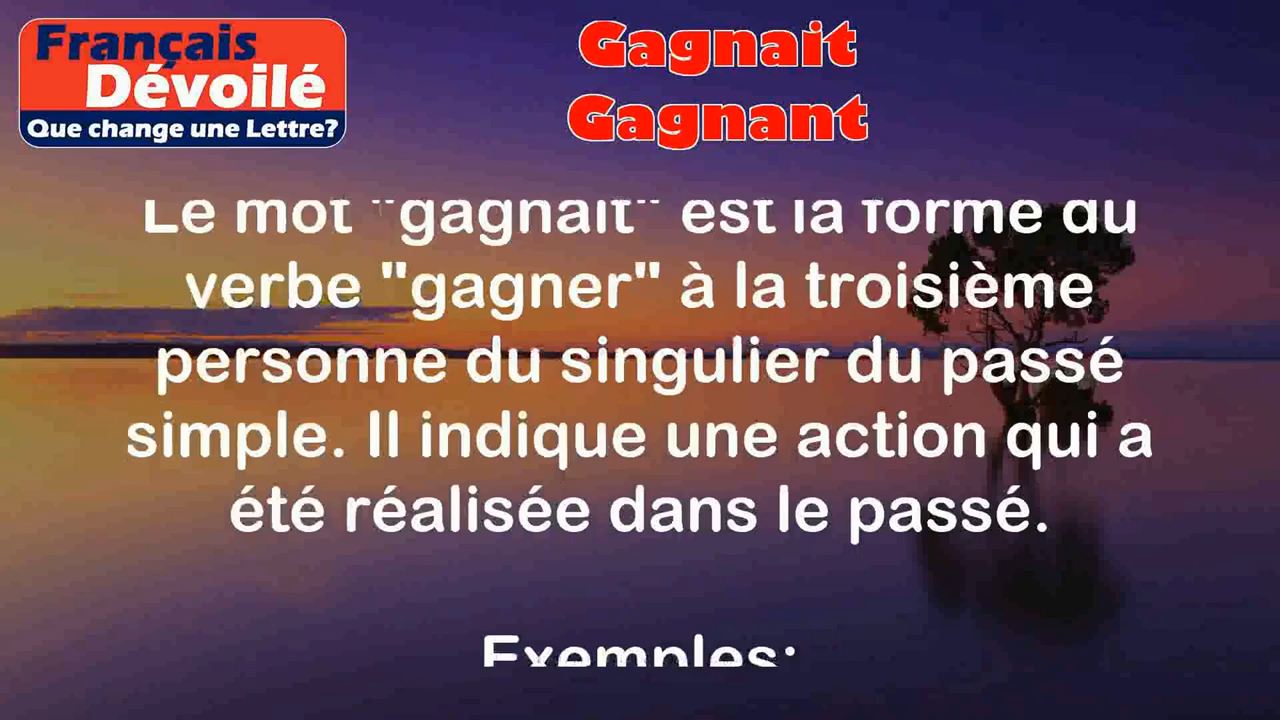 Français
Dévoilé
Que change une Lettre?
Gagnait
Gagnant
Le mot "gagnait" est la forme du
verbe "gagner" à la troisième
personne du singulier du passé
simple. Il indique une action qui a
été réalisée dans le passé.
Exemples: